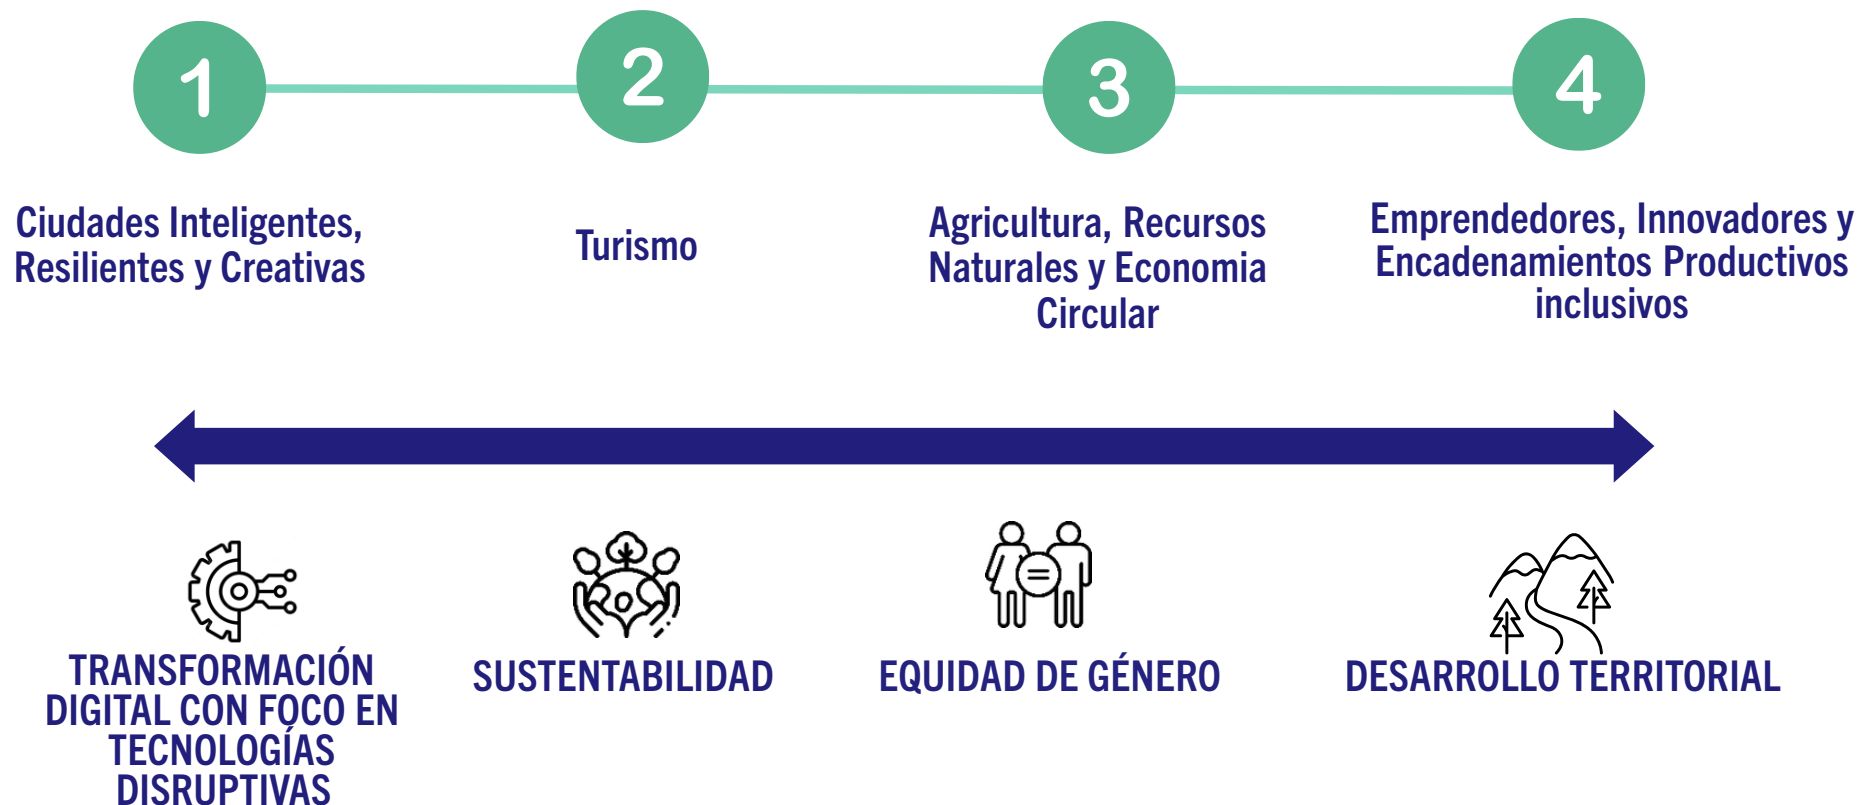 1
2
3
4
Ciudades Inteligentes,
Resilientes y Creativas
Turismo
Agricultura, Recursos
Naturales y Economia
Circular
Emprendedores, Innovadores y
Encadenamientos Productivos
inclusivos
=
TRANSFORMACIÓN
DIGITAL CON FOCO EN
TECNOLOGÍAS
DISRUPTIVAS
SUSTENTABILIDAD
EQUIDAD DE GÉNERO
DESARROLLO TERRITORIAL